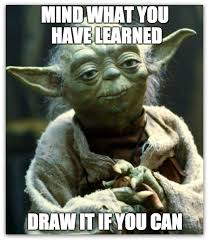 MIND WHAT YOU
HAVE LEARNED
DRAW IT IF YOU CAN